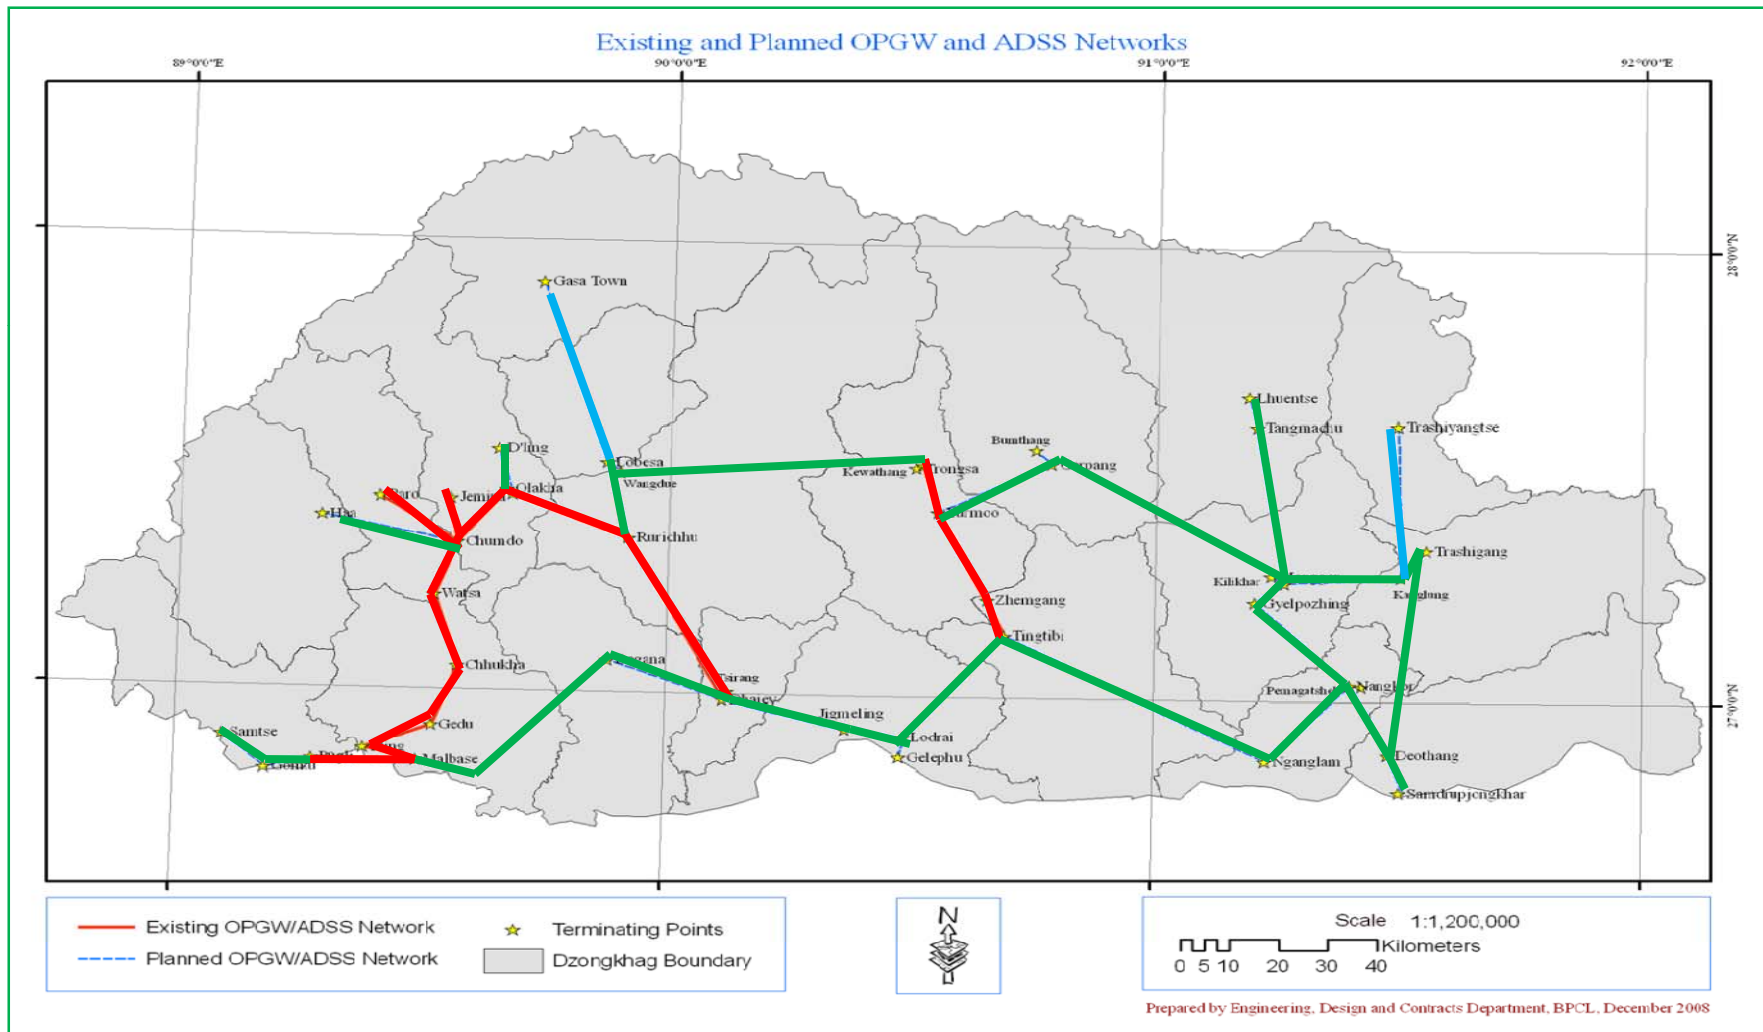 Existing and Planned OPGW and ADSS Networks
89°0'0"E
90°0'0"E
91°0'0"E
92°0'0"E
28°0'0"N
27°0'0"N
Gasa Town
Lhuentse
Tangmachu
Trashiyangtse
D'ling
Lobesa
Wangdue
Bumthang
Kewathang
Trongsa
Olakha
Jemina
Paro
Haa
Chumdo
Rurichhu
Trashigang
Kilikhar
Kanglung
Watsa
Zhemgang
Gyelpozhing
Tingtibi
Chhukha
Tsirang
Nangkor
Jigmeling
Gedu
Samtse
Malbase
Lodrai
Gelephu
Nganglam
Deothang
Samdrupjongkhar
Existing OPGW/ADSS Network
Planned OPGW/ADSS Network
Terminating Points
Dzongkhag Boundary
N
Scale 1:1,200,000
Kilometers
0 5 10 20 30 40
Prepared by Engineering, Design and Contracts Department, BPCL, December 2008